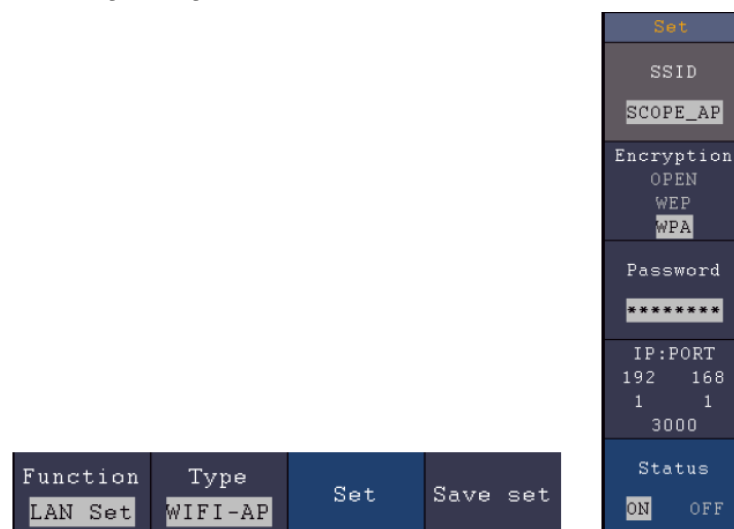 Set
SSID
SCOPE_AP
Encryption
OPEN
WEP
WPA
Password
********
IP:PORT
192 168
1 1
3000
Status
ON OFF
Function Type Set Save set
LAN Set WIFI-AP